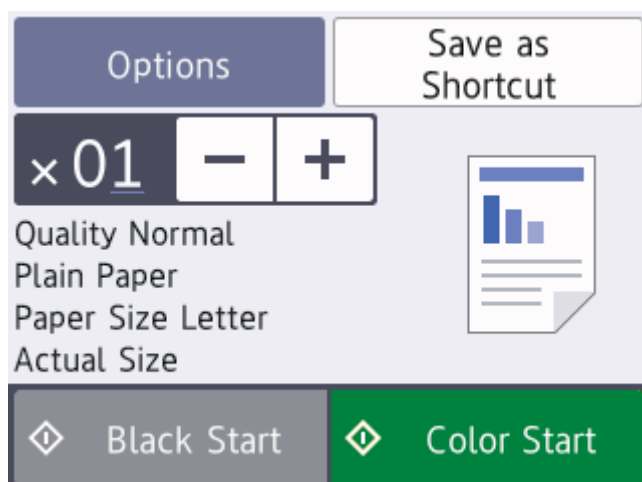 Options
Save as
Shortcut
×01
Quality Normal
Plain Paper
Paper Size Letter
Actual Size
Black Start
Color Start